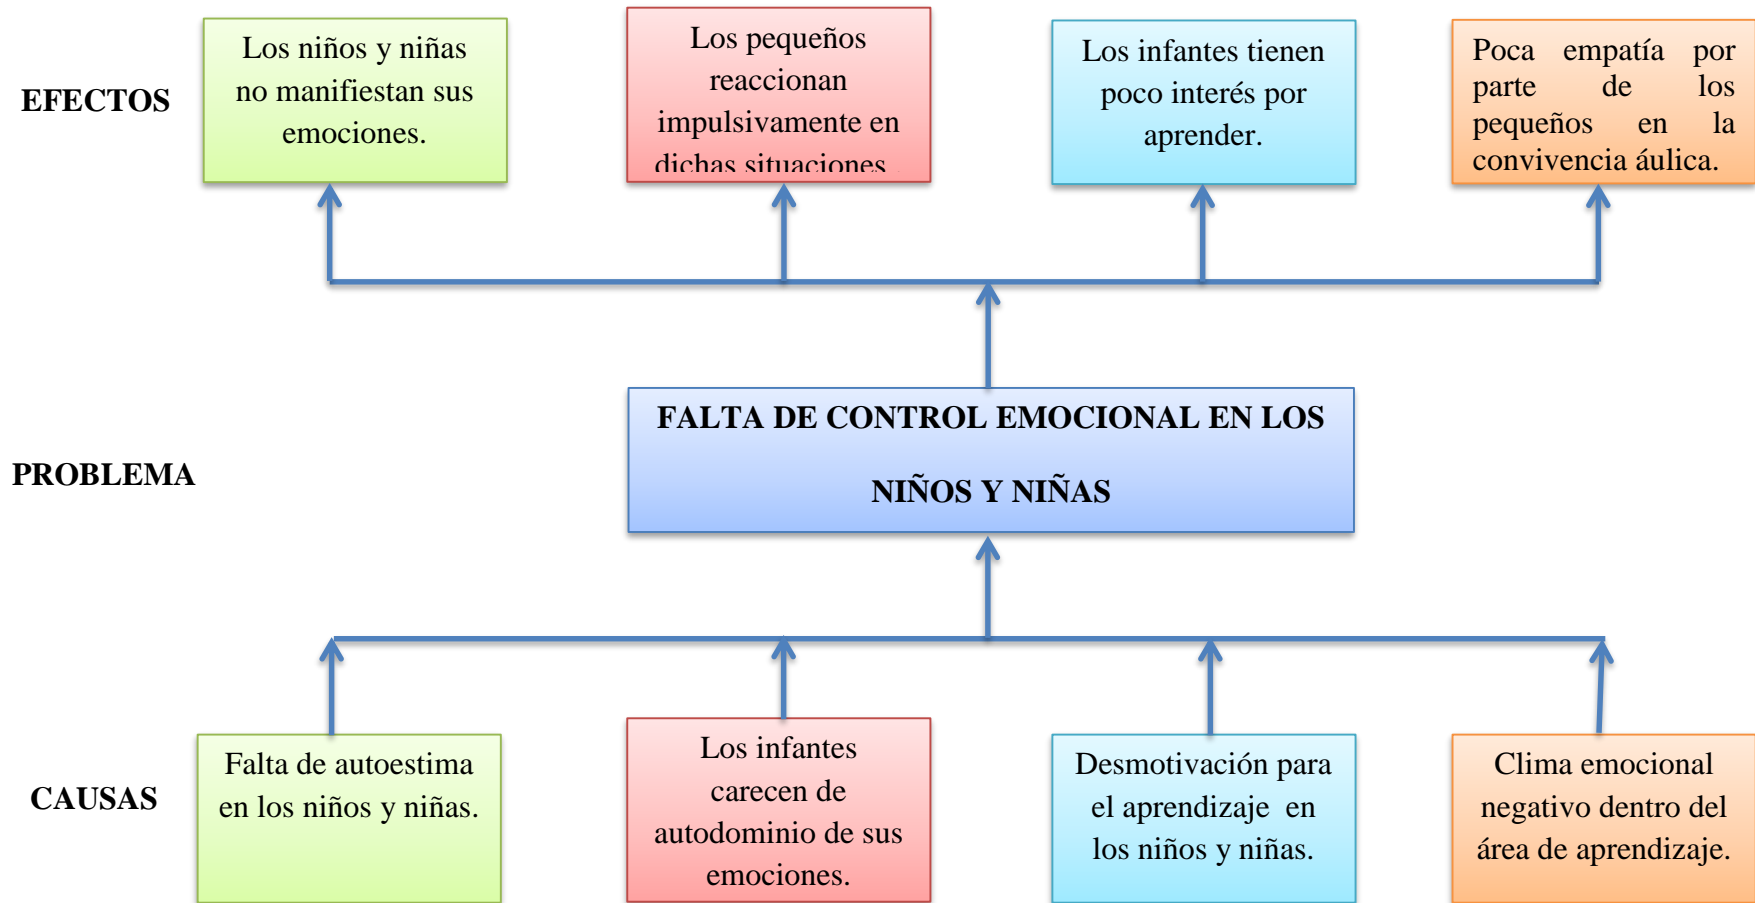 EFECTOS
Los niños y niñas
no manifiestan sus
emociones.
Los pequeños
reaccionan
impulsivamente en
dichas situaciones .
Los infantes tienen
poco interés por
aprender.
Poca empatía por
parte de los
pequeños en la
convivencia áulica.
PROBLEMA
FALTA DE CONTROL EMOCIONAL EN LOS
NIÑOS Y NIÑAS
CAUSAS
Falta de autoestima
en los niños y niñas.
Los infantes
carecen de
autodominio de sus
emociones.
Desmotivación para
el aprendizaje en
los niños y niñas.
Clima emocional
negativo dentro del
área de aprendizaje.